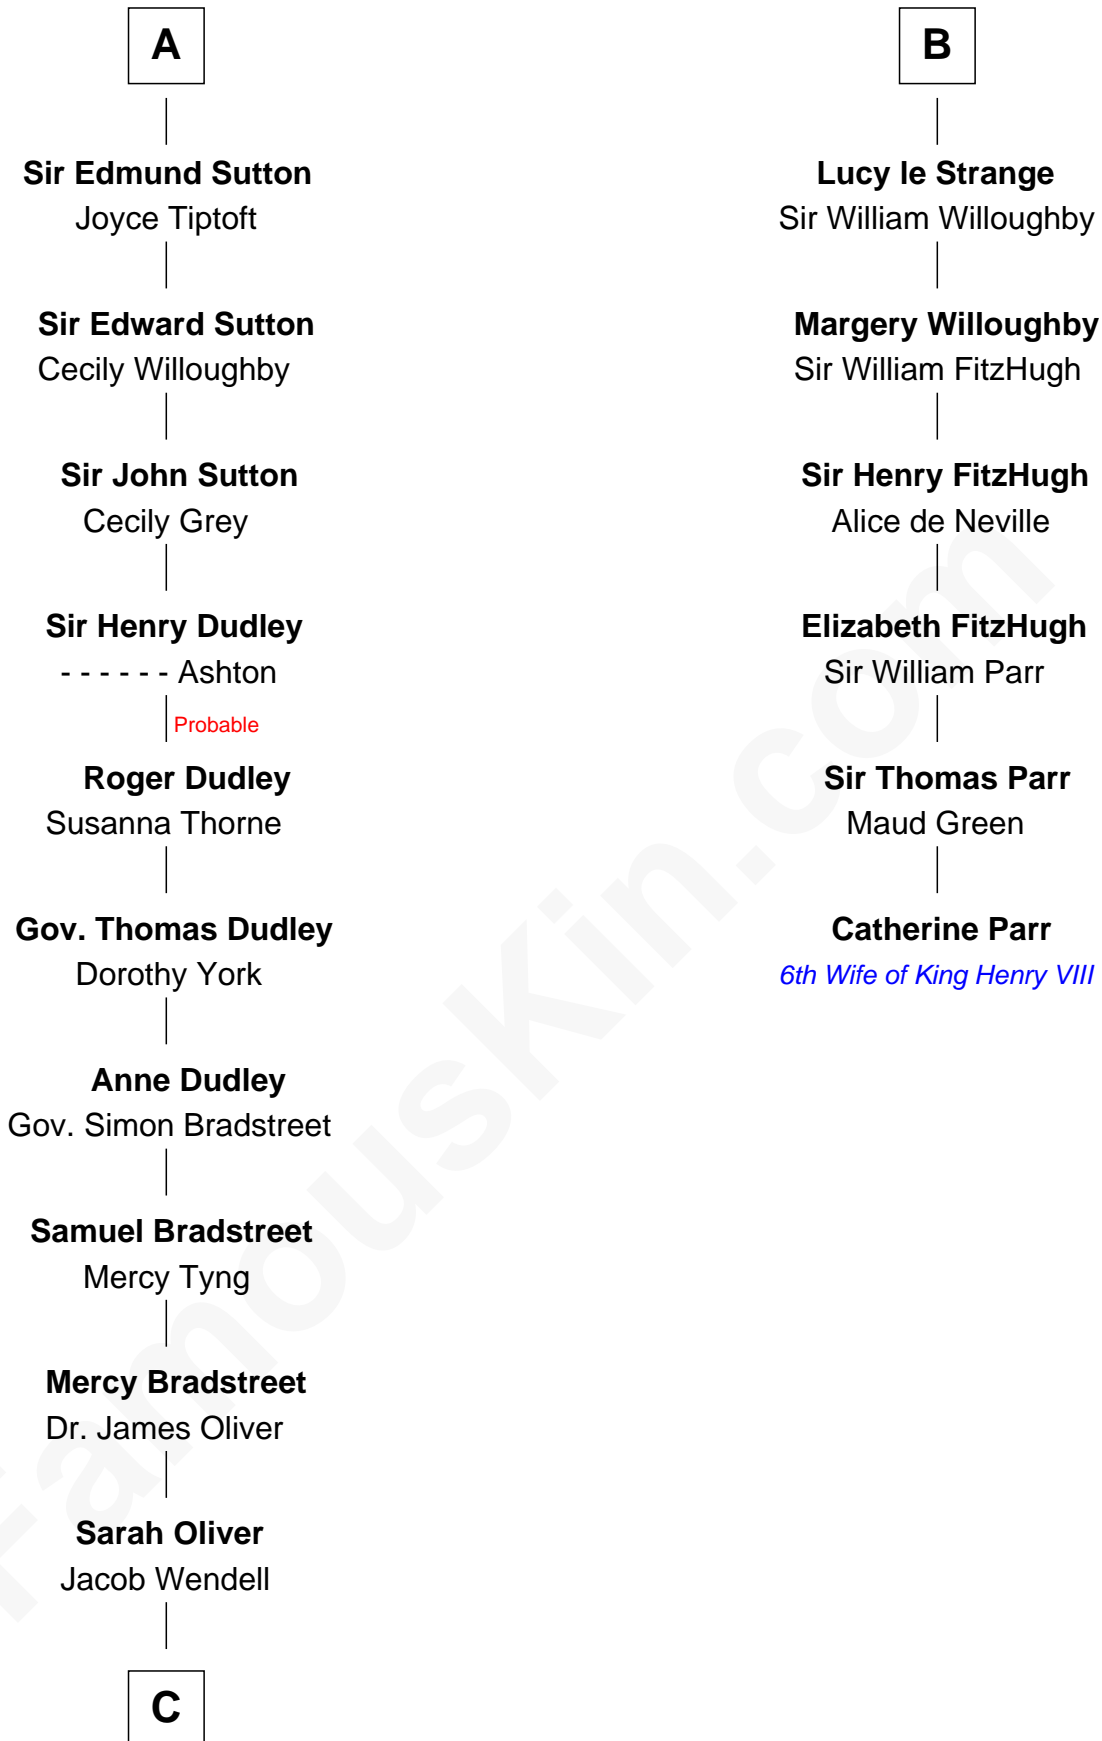 A
Sir Edmund Sutton
Joyce Tiptoft
Sir Edward Sutton
Cecily Willoughby
Sir John Sutton
Cecily Grey
Sir Henry Dudley
- - - - - - Ashton
Probable
Roger Dudley
Susanna Thorne
Gov. Thomas Dudley
Dorothy York
Anne Dudley
Gov. Simon Bradstreet
Samuel Bradstreet
Mercy Tyng
Mercy Bradstreet
Dr. James Oliver
Sarah Oliver
Jacob Wendell
C
B
Lucy le Strange
Sir William Willoughby
Margery Willoughby
Sir William FitzHugh
Sir Henry FitzHugh
Alice de Neville
Elizabeth FitzHugh
Sir William Parr
Sir Thomas Parr
Maud Green
Catherine Parr
6th Wife of King Henry VIII
FamousKin.com